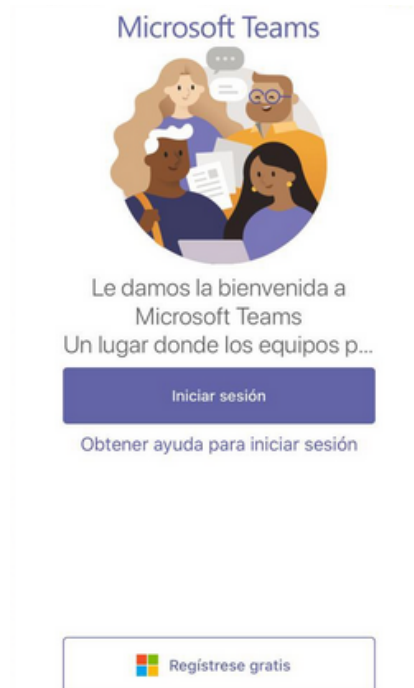 Microsoft Teams
Le damos la bienvenida a
Microsoft Teams
Un lugar donde los equipos p...
Iniciar sesión
Obtener ayuda para iniciar sesión
Regístrese gratis